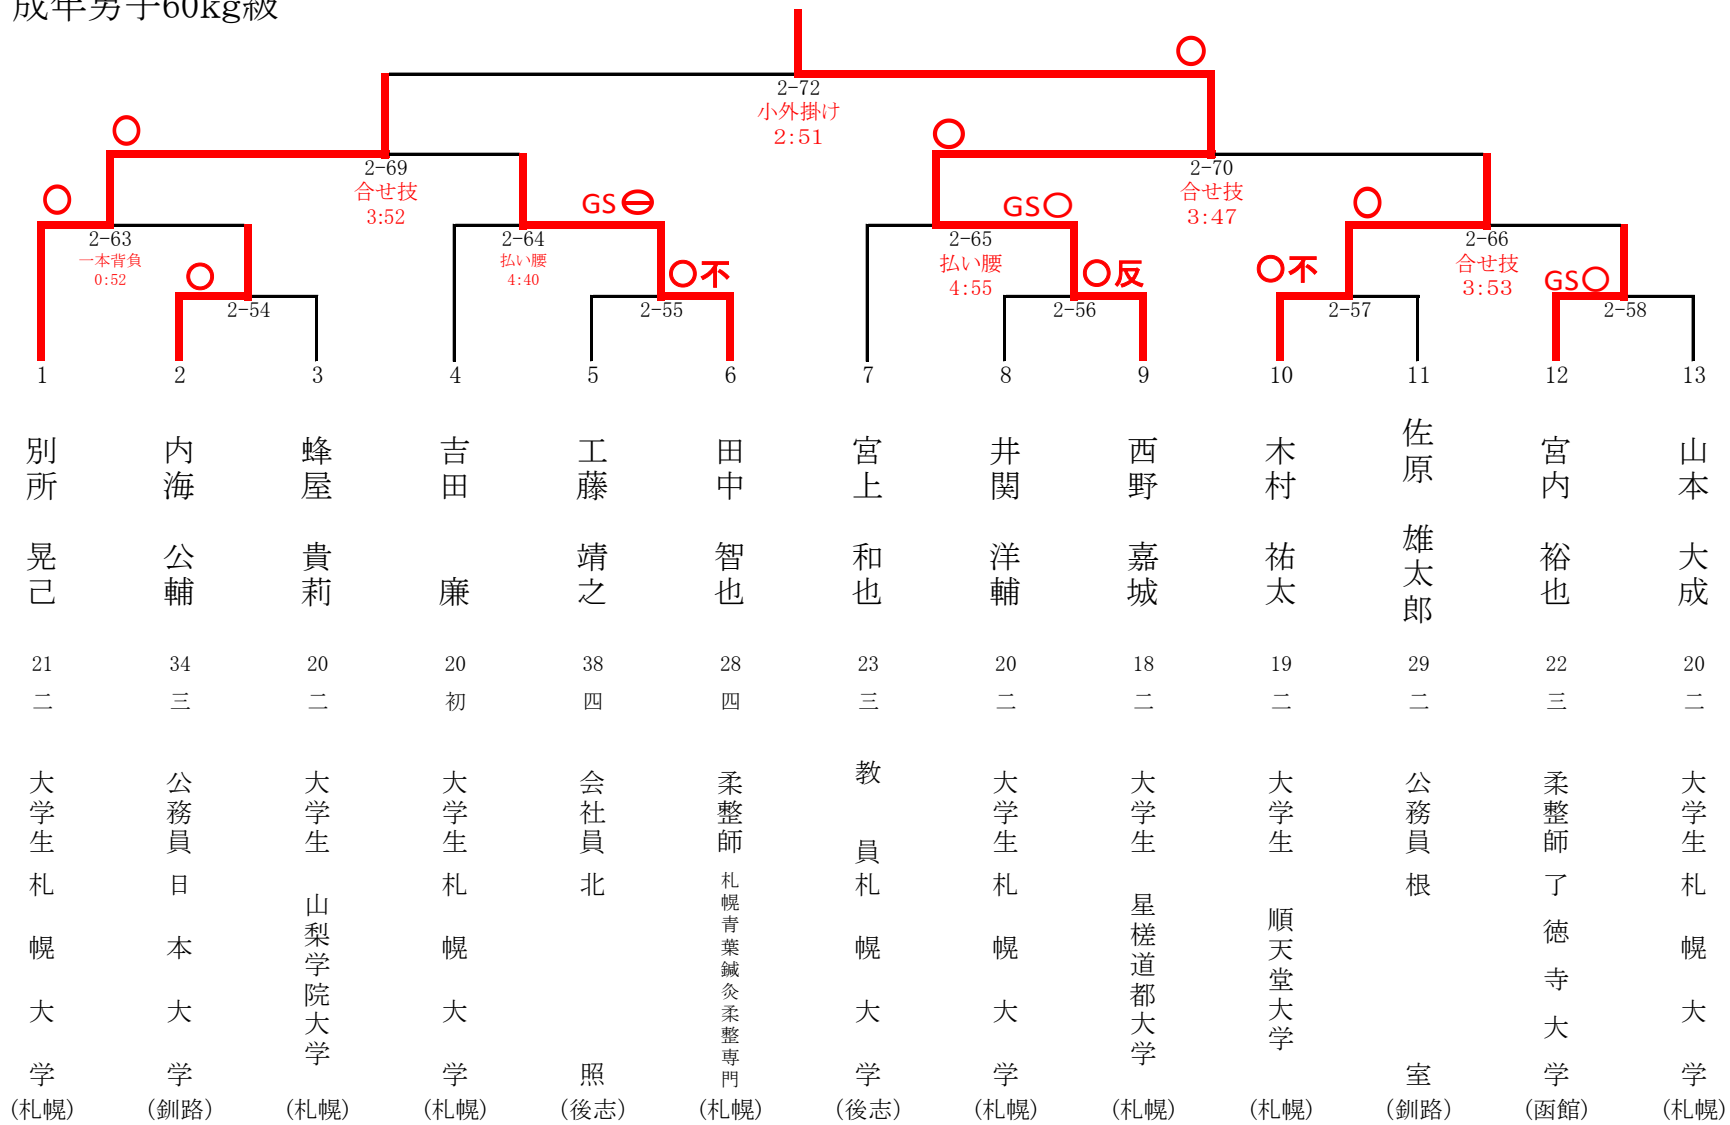 成年男子60kg級
2-72
小外掛け
2:51
2-69
合せ技
3:52
2-70
合せ技
3:47
GS
GS
2-63
一本背負
0:52
2-64
払い腰
4:40
2-65
払い腰
4:55
2-66
合せ技
3:53
不
反
不
GS
2-54
2-55
2-56
2-57
2-58
1
2
3
4
5
6
7
8
9
10
11
12
13
別所 晃己
内海 公輔
蜂屋 貴莉
吉田 廉
工藤 靖之
田中 智也
宮上 和也
井関 洋輔
西野 嘉城
木村 祐太
佐原 雄太郎
宮内 裕也
山本 大成
21
34
20
20
38
28
23
20
18
19
29
22
20
二
三
二
初
四
四
三
二
二
二
二
三
二
大学生
公務員
大学生
大学生
会社員
柔整師
教員
大学生
大学生
大学生
公務員
柔整師
大学生
札幌大学
日本大学
山梨学院大学
札幌大学
北照
札幌青葉鍼灸柔整専門
札幌大学
札幌大学
星槎道都大学
順天堂大学
根室
了徳寺大学
札幌大学
(札幌)
(釧路)
(札幌)
(札幌)
(後志)
(札幌)
(後志)
(札幌)
(札幌)
(札幌)
(釧路)
(函館)
(札幌)